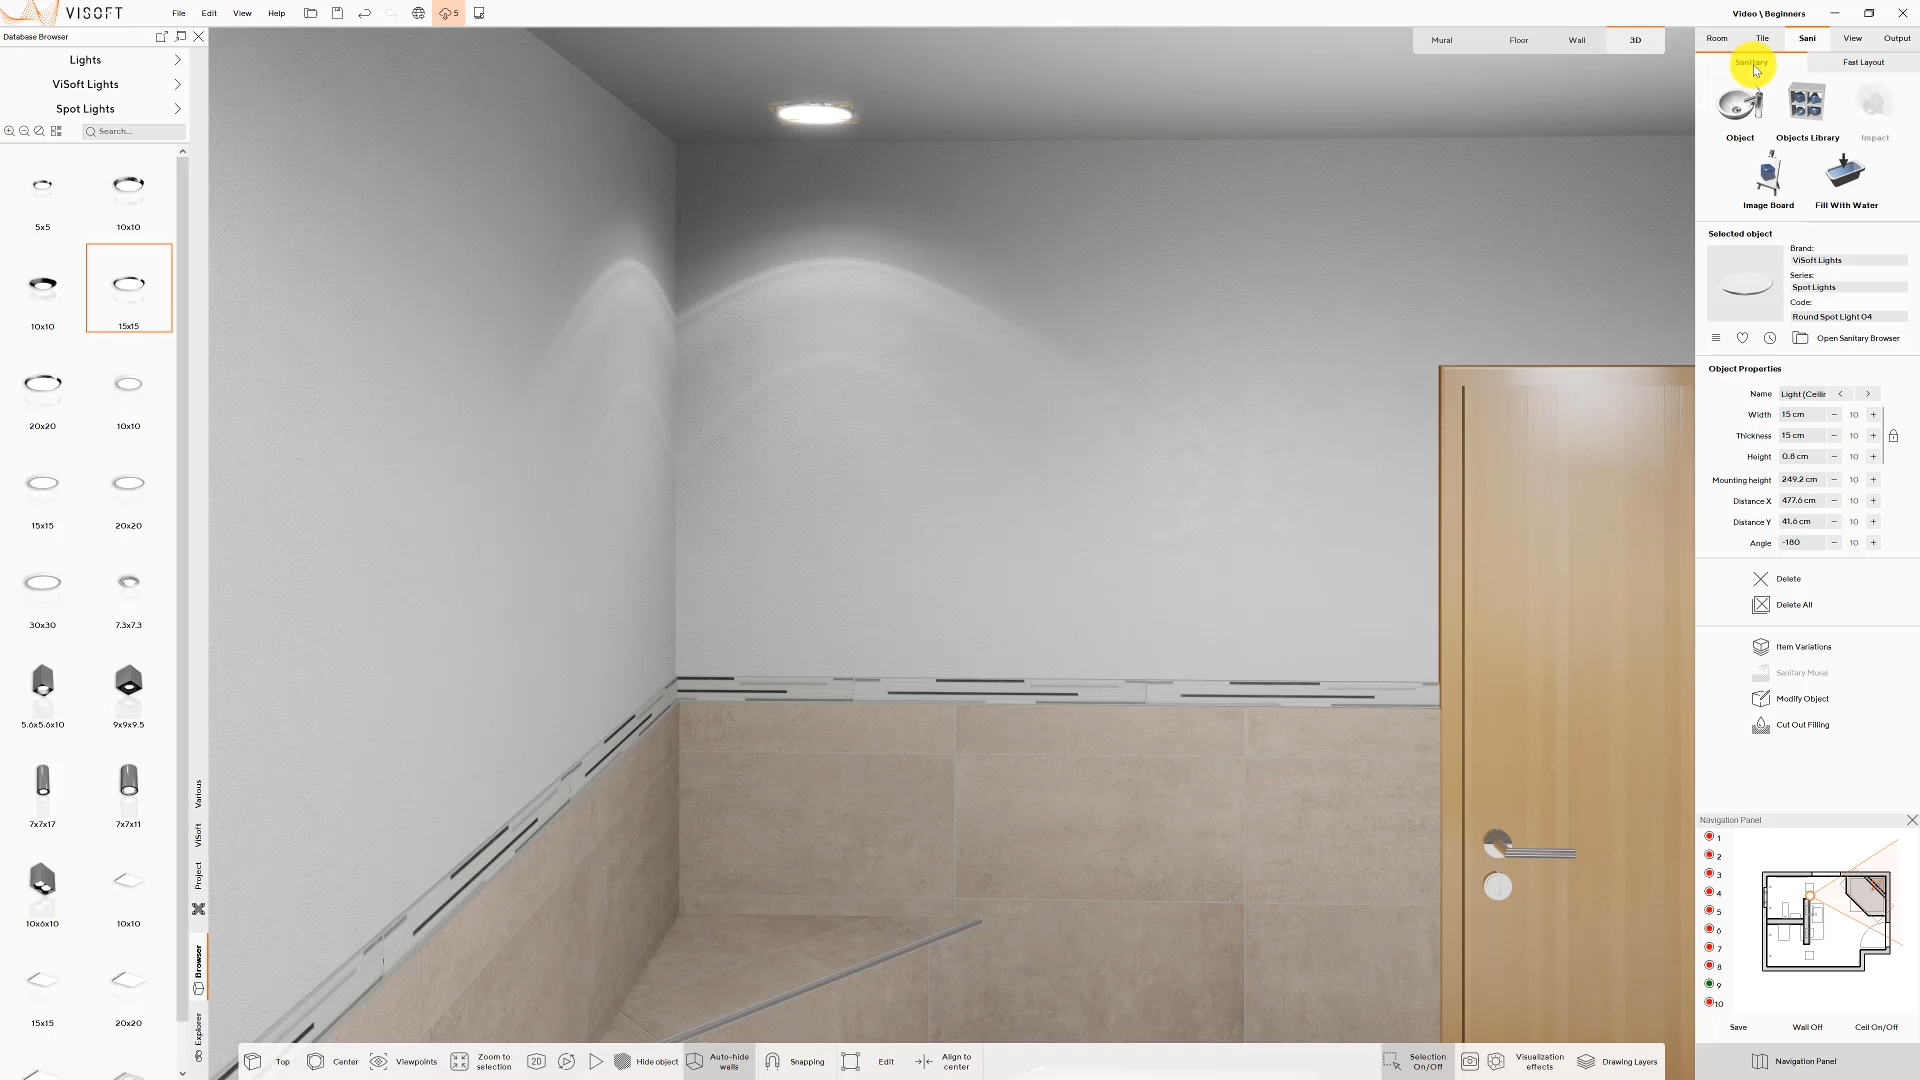 VISOFT
File Edit View Help
5
Video \ Beginners
Database Browser
Lights
ViSoft Lights
Spot Lights
Search...
5x5
10x10
10x10
15x15
20x20
10x10
15x15
20x20
30x30
7.3x7.3
5.6x5.6x10
9x9x9.5
7x7x17
7x7x11
10x6x10
10x10
15x15
20x20
Various
ViSoft
Project
Browser
Explorer
Mural
Floor
Wall
3D
Room
Tile
Sani
View
Output
Sanitary
Fast Layout
Object
Objects Library
Impact
Image Board
Fill With Water
Selected object
Brand:
ViSoft Lights
Series:
Spot Lights
Code:
Round Spot Light 04
Open Sanitary Browser
Object Properties
Name Light (Ceilir
Width 15 cm 10
Thickness 15 cm 10
Height 0.8 cm 10
Mounting height 249.2 cm 10
Distance X 477.6 cm 10
Distance Y 41.6 cm 10
Angle -180 10
Delete
Delete All
Item Variations
Sanitary Mural
Modify Object
Cut Out Filling
Navigation Panel
1
2
3
4
5
6
7
8
9
10
Save
Wall Off
Ceil On/Off
Navigation Panel
Top
Center
Viewpoints
Zoom to selection
2D
Hide object
Auto-hide walls
Snapping
Edit
Align to center
Selection On/Off
Visualization effects
Drawing Layers